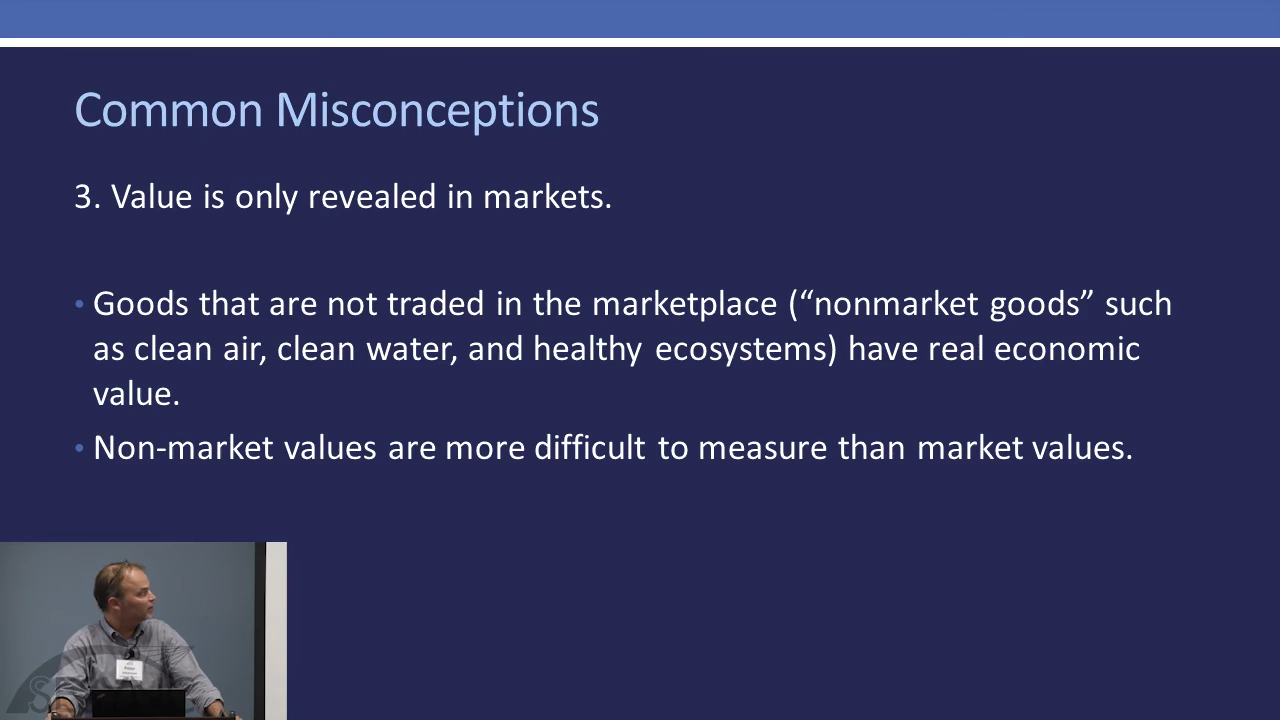 Common Misconceptions
3. Value is only revealed in markets.
• Goods that are not traded in the marketplace (“nonmarket goods” such
as clean air, clean water, and healthy ecosystems) have real economic
value.
• Non-market values are more difficult to measure than market values.